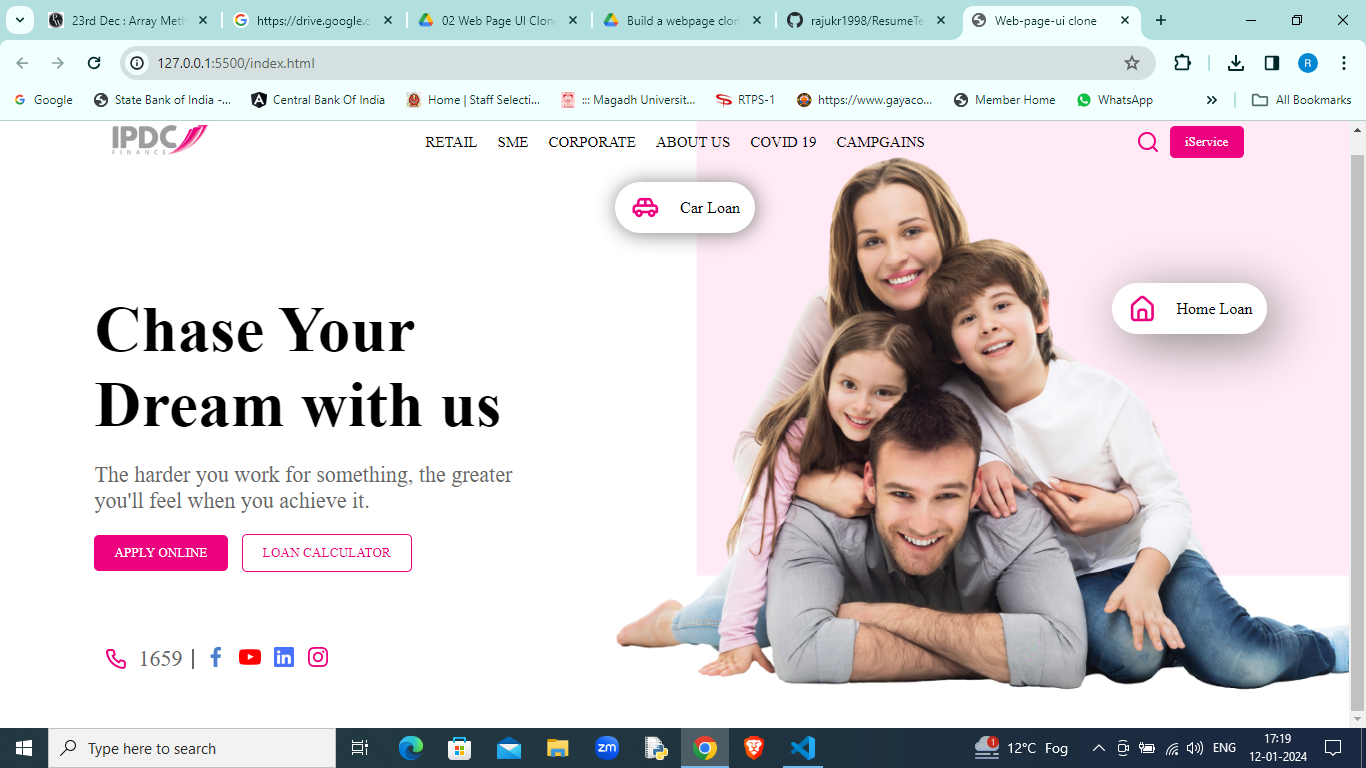 23rd Dec : Array Meth
https://drive.google.c
02 Web Page UI Clon
Build a webpage clon
rajukr1998/ResumeTe
Web-page-ui clone
127.0.0.1:5500/index.html
R
Google
State Bank of India -...
Central Bank Of India
Home | Staff Selecti...
::: Magadh Universit...
RTPS-1
https://www.gayaco...
Member Home
WhatsApp
All Bookmarks
IPDC
FINANCE
RETAIL SME CORPORATE ABOUT US COVID 19 CAMPGAINS
iService
Car Loan
Home Loan
Chase Your
Dream with us
The harder you work for something, the greater
you'll feel when you achieve it.
APPLY ONLINE
LOAN CALCULATOR
1659 |
Type here to search
zm
1
12°C Fog
ENG
17:19
12-01-2024